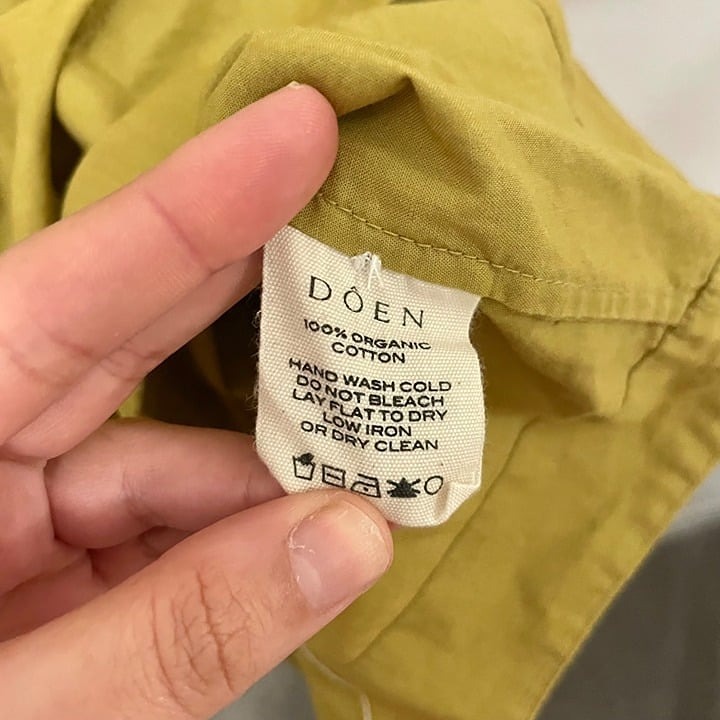 DÔEN
100% ORGANIC
COTTON
HAND WASH COLD
DO NOT BLEACH
LAY FLAT TO DRY
LOW IRON
OR DRY CLEAN